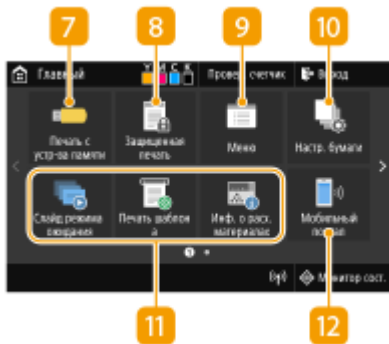 7 8 9 10
Главный Y M C K Провер. счетчик Выход
Печать с устр-ва памяти
Защищенная печать
Меню
Настр. бумаги
Слайд режима ожидания
Печать шаблон
а
Инф. о расх. материалах
Мобильный портал
Монитор сост.
11 12